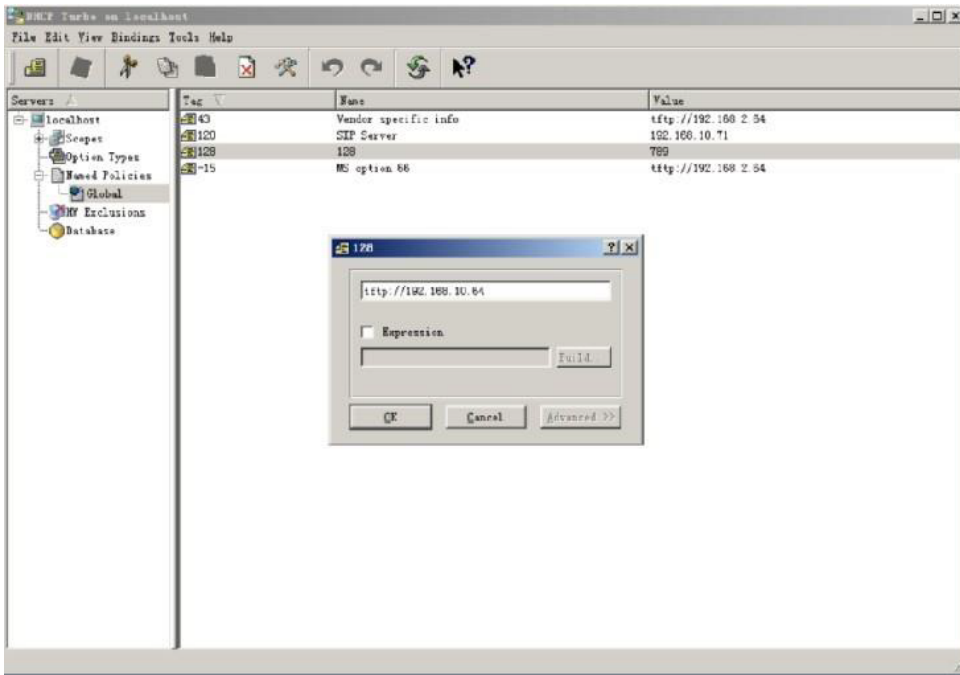 DHCP Turbo on localhost
File Edit View Bindings Tools Help
Servers Tag Name Value
localhost
Scopes
Option Types
Named Policies
Global
Exclusions
Database
43 Vendor specific info tftp://192.168.2.54
120 SIP Server 192.168.10.71
128 128 789
-15 MS option 66 tftp://192.168.2.54
128
tftp://192.168.10.64
Expression
Build...
OK Cancel Advanced >>